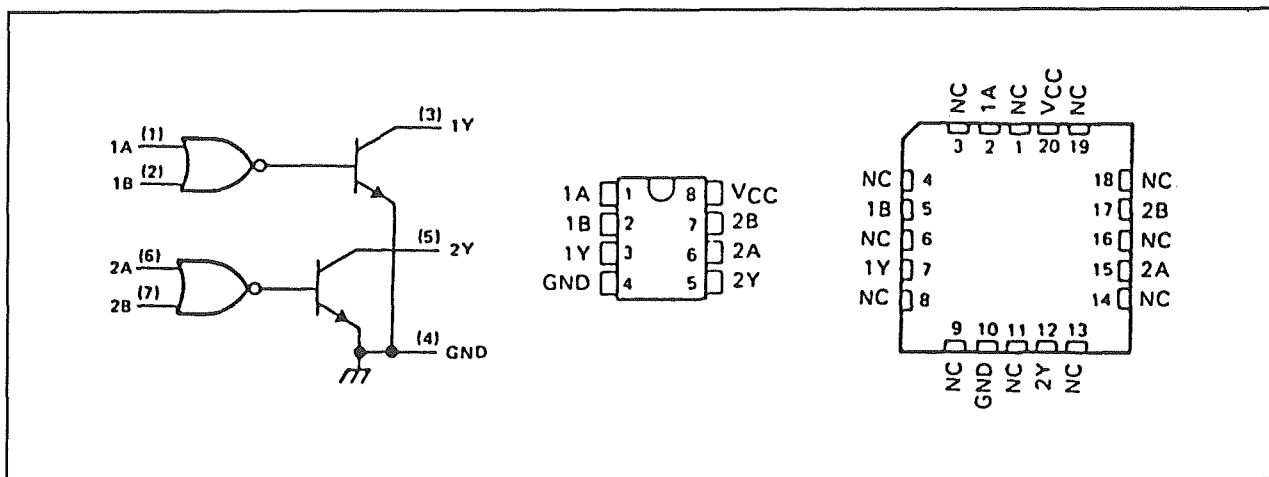 1A (1)
1B (2)
(3) 1Y
2A (6)
2B (7)
(5) 2Y
(4) GND
1A 1 8 VCC
1B 2 7 2B
1Y 3 6 2A
GND 4 5 2Y
NC 1A NC VCC NC
3 2 1 20 19
NC 4 18 NC
1B 5 17 2B
NC 6 16 NC
1Y 7 15 2A
NC 8 14 NC
9 10 11 12 13
NC GND NC 2Y NC